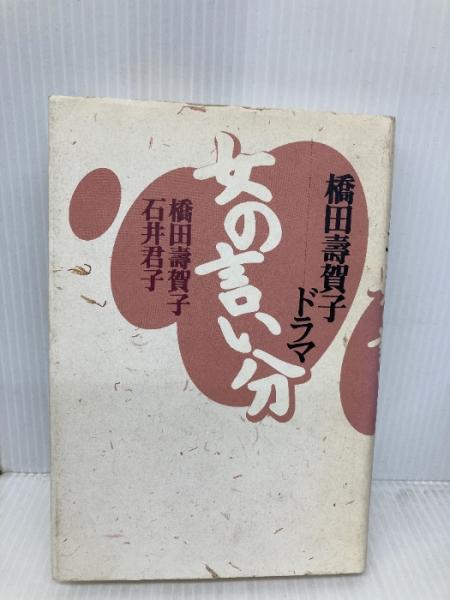 橋田壽賀子
ドラマ
女の言い分
橋田壽賀子
石井君子